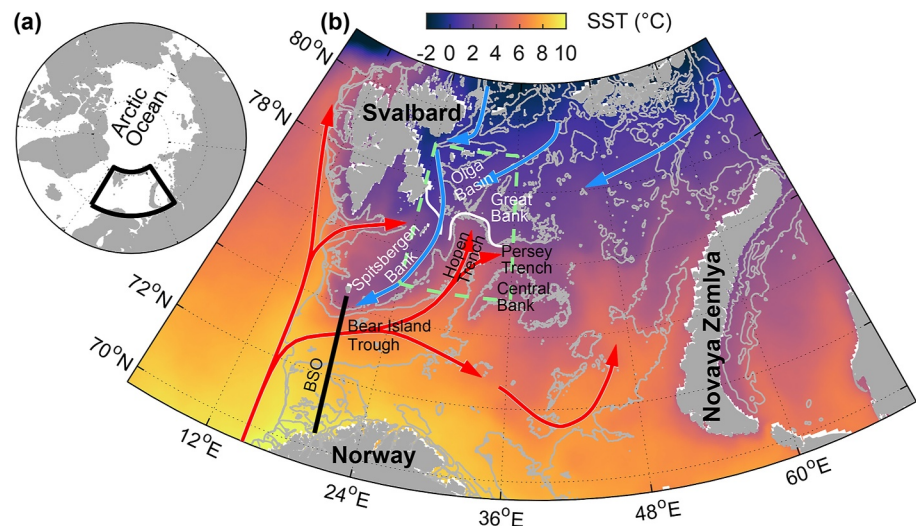 (a)
Arctic
Ocean
(b)
SST (°C)
-2 0 2 4 6 8 10
80°N
78°N
72°N
70°N
12°E
24°E
36°E
48°E
60°E
Svalbard
Olga
Basin
Great
Bank
Spitsbergen
Bank
Hopen
Trench
Persey
Trench
Central
Bank
Bear Island
Trough
BSO
Norway
Novaya Zemlya